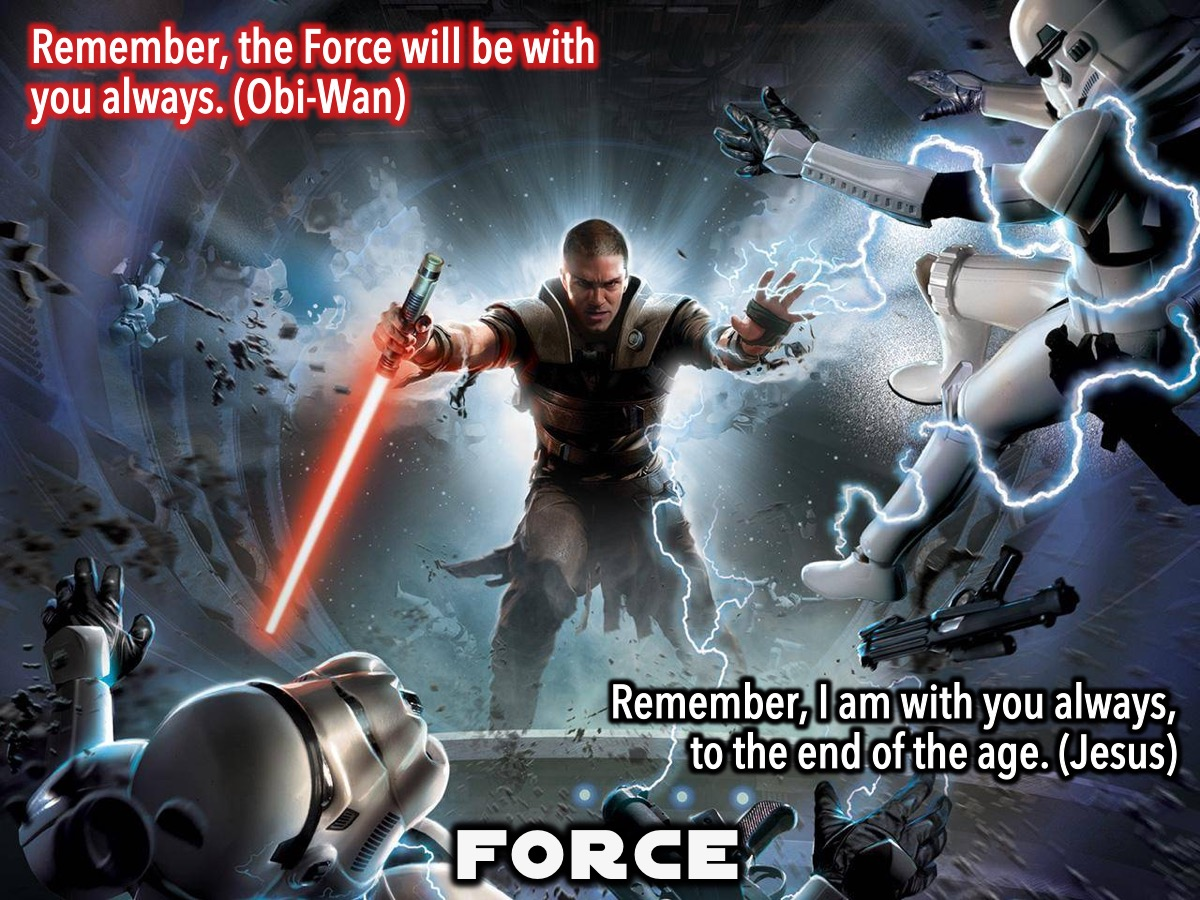 Remember, the Force will be with
you always. (Obi-Wan)
Remember, I am with you always,
to the end of the age. (Jesus)
FORCE